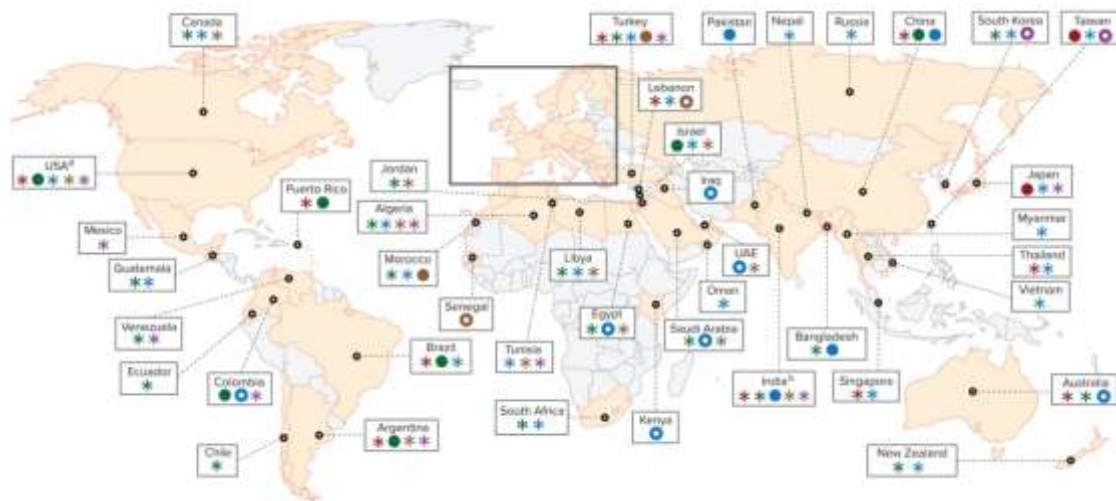 Canada
Turkey
Pakistan
Nepal
Russia
China
South Korea
Taiwan
Lebanon
Israel
USA
Jordan
Iraq
Puerto Rico
Japan
Algeria
Mexico
Myanmar
Morocco
Libya
UAE
Thailand
Guatemala
Oman
Vietnam
Senegal
Egypt
Saudi Arabia
Venezuela
Bangladesh
Brazil
Tunisia
Ecuador
Colombia
India
Singapore
Australia
South Africa
Kenya
Argentina
Chile
New Zealand